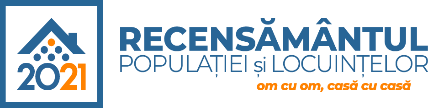 2021
RECENSĂMÂNTUL
POPULAȚIEI și LOCUINȚELOR
om cu om, casă cu casă